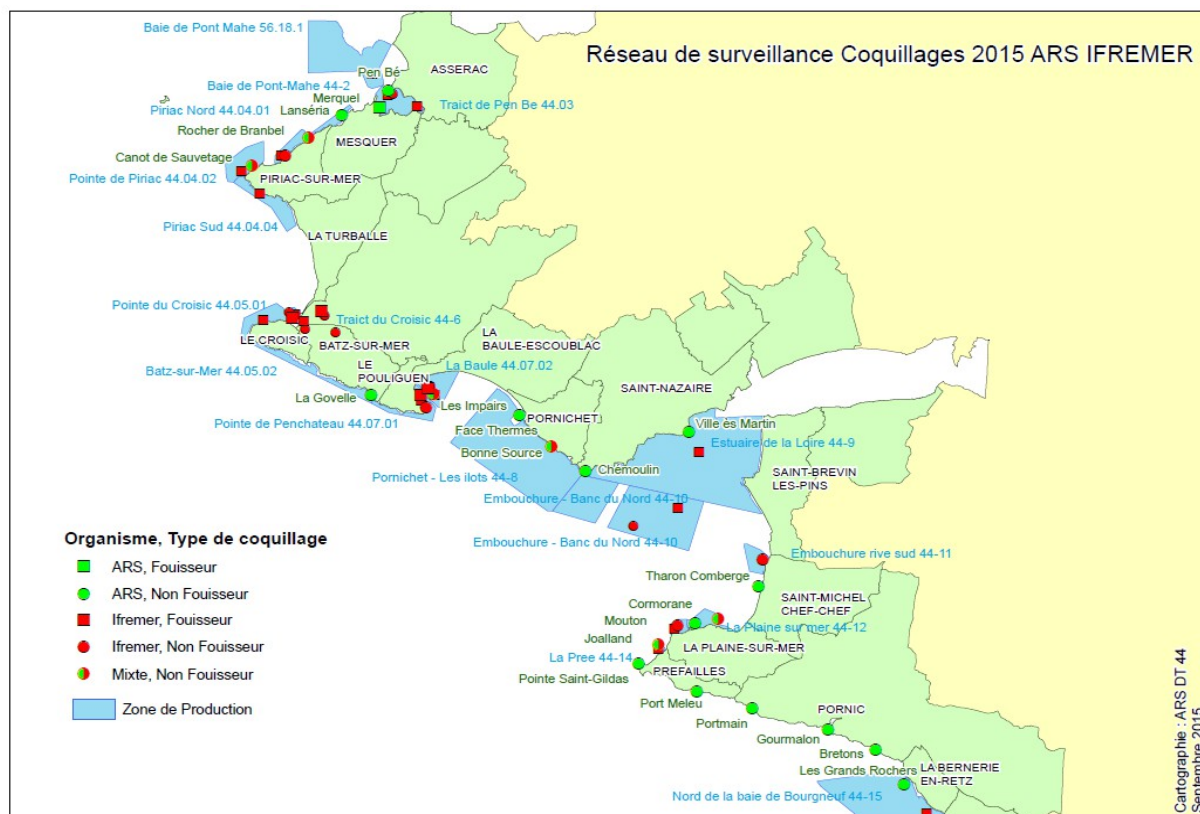 Réseau de surveillance Coquillages 2015 ARS IFREMER
Baie de Pont Mahe 56.18.1
ASSERAC
Pen Bé
Baie de Pont-Mahe 44-2
Merquel
Traict de Pen Be 44.03
Piriac Nord 44.04.01
Lanséria
Rocher de Branbel
MESQUER
Canot de Sauvetage
Pointe de Piriac 44.04.02
PIRIAC-SUR-MER
Piriac Sud 44.04.04
LA TURBALLE
Pointe du Croisic 44.05.01
Traict du Croisic 44-6
LE CROISIC
BATZ-SUR-MER
LA
BAULE-ESCOUBLAC
Batz-sur-Mer 44.05.02
LE
POULIGUEN
La Baule 44.07.02
SAINT-NAZAIRE
La Govelle
Les Impairs
Pointe de Penchateau 44.07.01
PORNICHET
Face Thermes
Ville ès Martin
Bonne Source
Estuaire de la Loire 44-9
Pornichet - Les ilots 44-8
Chémoulin
SAINT-BREVIN
LES-PINS
Embouchure - Banc du Nord 44-10
Embouchure - Banc du Nord 44-10
Embouchure rive sud 44-11
Tharon Comberge
SAINT-MICHEL
CHEF-CHEF
Cormorane
Mouton
La Plaine sur mer 44-12
Joalland
LA PLAINE-SUR-MER
La Pree 44-14
PREFAILLES
Pointe Saint-Gildas
Port Meleu
Portmain
PORNIC
Gourmalon
Bretons
Les Grands Rochers
LA BERNERIE
EN-RETZ
Nord de la baie de Bourgneuf 44-15
Organisme, Type de coquillage
ARS, Fouisseur
ARS, Non Fouisseur
Ifremer, Fouisseur
Ifremer, Non Fouisseur
Mixte, Non Fouisseur
Zone de Production
Cartographie : ARS DT 44
Septembre 2015